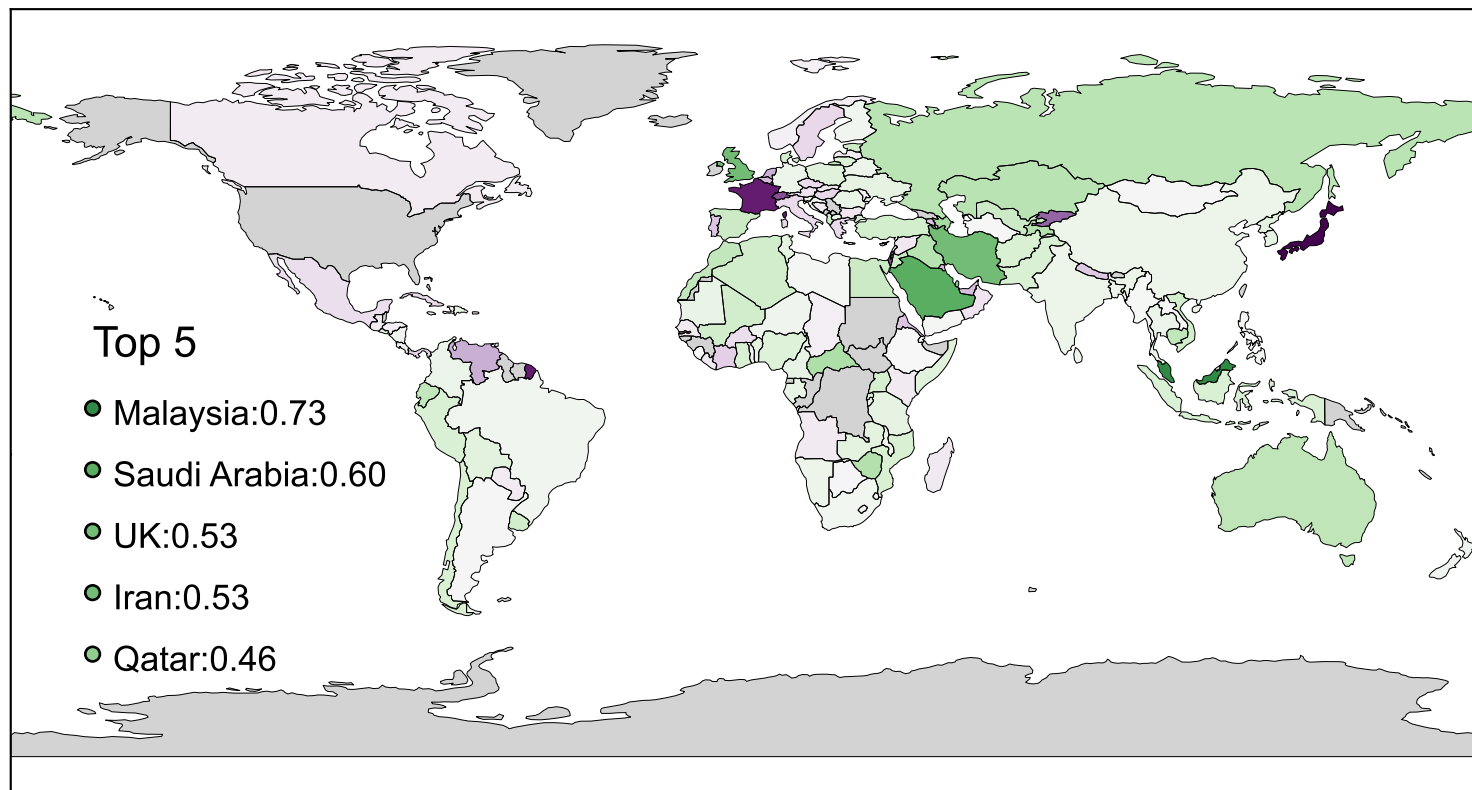 Top 5
Malaysia:0.73
Saudi Arabia:0.60
UK:0.53
Iran:0.53
Qatar:0.46